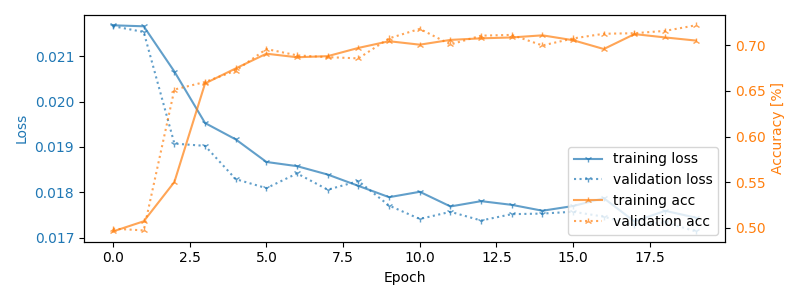 Loss
0.021
0.020
0.019
0.018
0.017
0.70
0.65
0.60
0.55
0.50
Accuracy [%]
training loss
validation loss
training acc
validation acc
0.0 2.5 5.0 7.5 10.0 12.5 15.0 17.5
Epoch